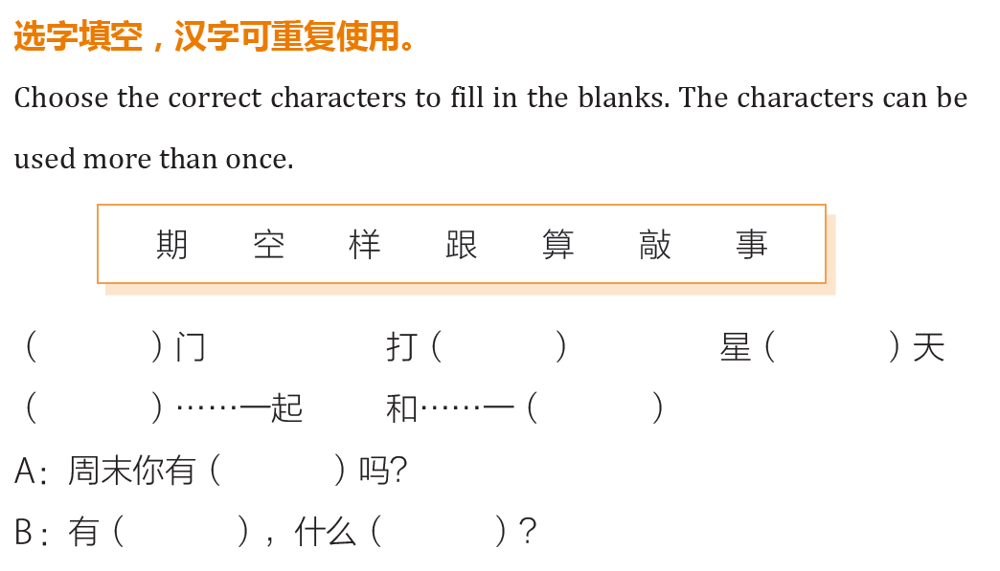 选字填空，汉字可重复使用。
Choose the correct characters to fill in the blanks. The characters can be
used more than once.
期 空 样 跟 算 敲 事
（ ）门 打（ ） 星（ ）天
（ ）……一起 和……一（ ）
A：周末你有（ ）吗？
B：有（ ），什么（ ）？